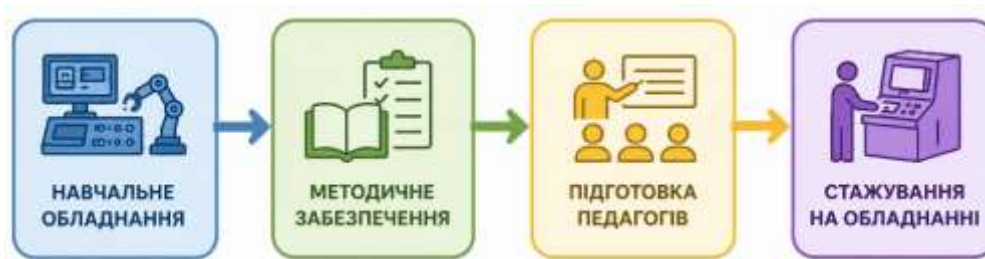 НАВЧАЛЬНЕ
ОБЛАДНАННЯ
МЕТОДИЧНЕ
ЗАБЕЗПЕЧЕННЯ
ПІДГОТОВКА
ПЕДАГОГІВ
СТАЖУВАННЯ
НА ОБЛАДНАННІ